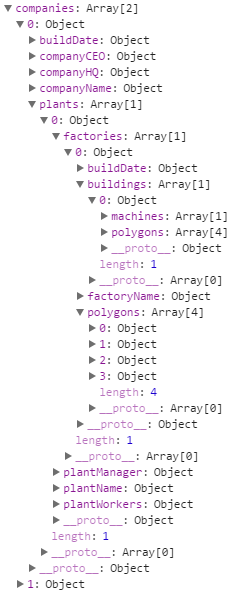 ▼ companies: Array[2]
▼ 0: Object
▶ buildDate: Object
▶ companyCEO: Object
▶ companyHQ: Object
▶ companyName: Object
▼ plants: Array[1]
▼ 0: Object
▼ factories: Array[1]
▼ 0: Object
▶ buildDate: Object
▼ buildings: Array[1]
▼ 0: Object
▶ machines: Array[1]
▶ polygons: Array[4]
▶ __proto__: Object
length: 1
▶ __proto__: Array[0]
▶ factoryName: Object
▼ polygons: Array[4]
▶ 0: Object
▶ 1: Object
▶ 2: Object
▶ 3: Object
length: 4
▶ __proto__: Array[0]
▶ __proto__: Object
length: 1
▶ __proto__: Array[0]
▶ plantManager: Object
▶ plantName: Object
▶ plantWorkers: Object
▶ __proto__: Object
length: 1
▶ __proto__: Array[0]
▶ __proto__: Object
▶ 1: Object